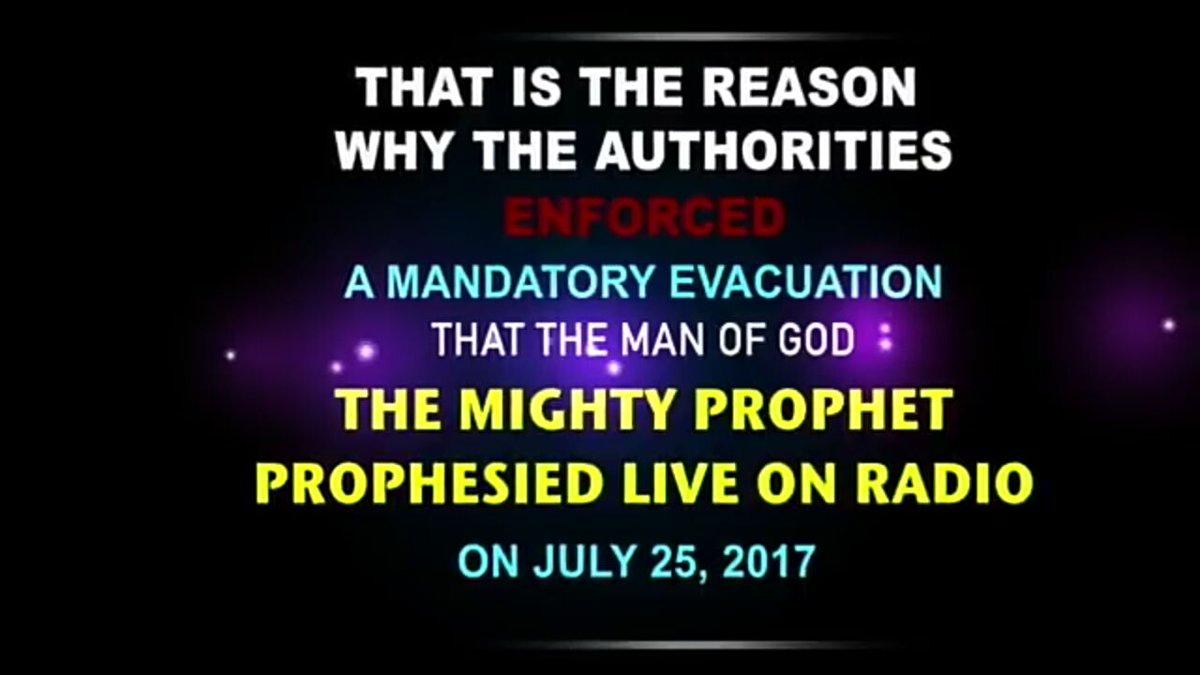 THAT IS THE REASON
WHY THE AUTHORITIES
ENFORCED
A MANDATORY EVACUATION
THAT THE MAN OF GOD
THE MIGHTY PROPHET
PROPHESIED LIVE ON RADIO
ON JULY 25, 2017